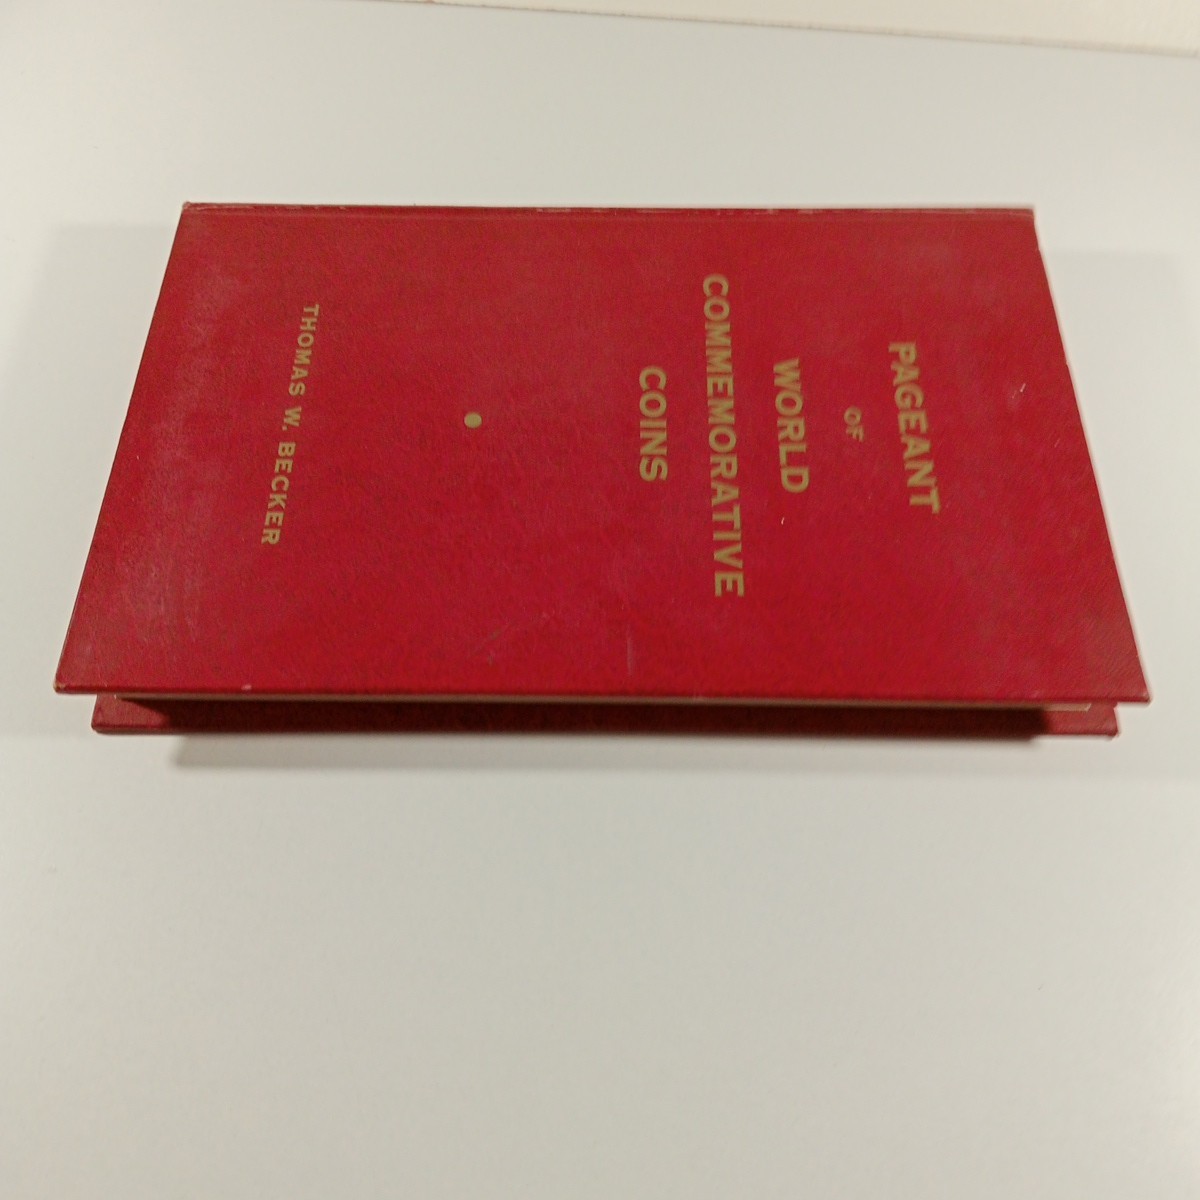 PAGEANT
OF
WORLD
COMMEMORATIVE
COINS
THOMAS W. BECKER